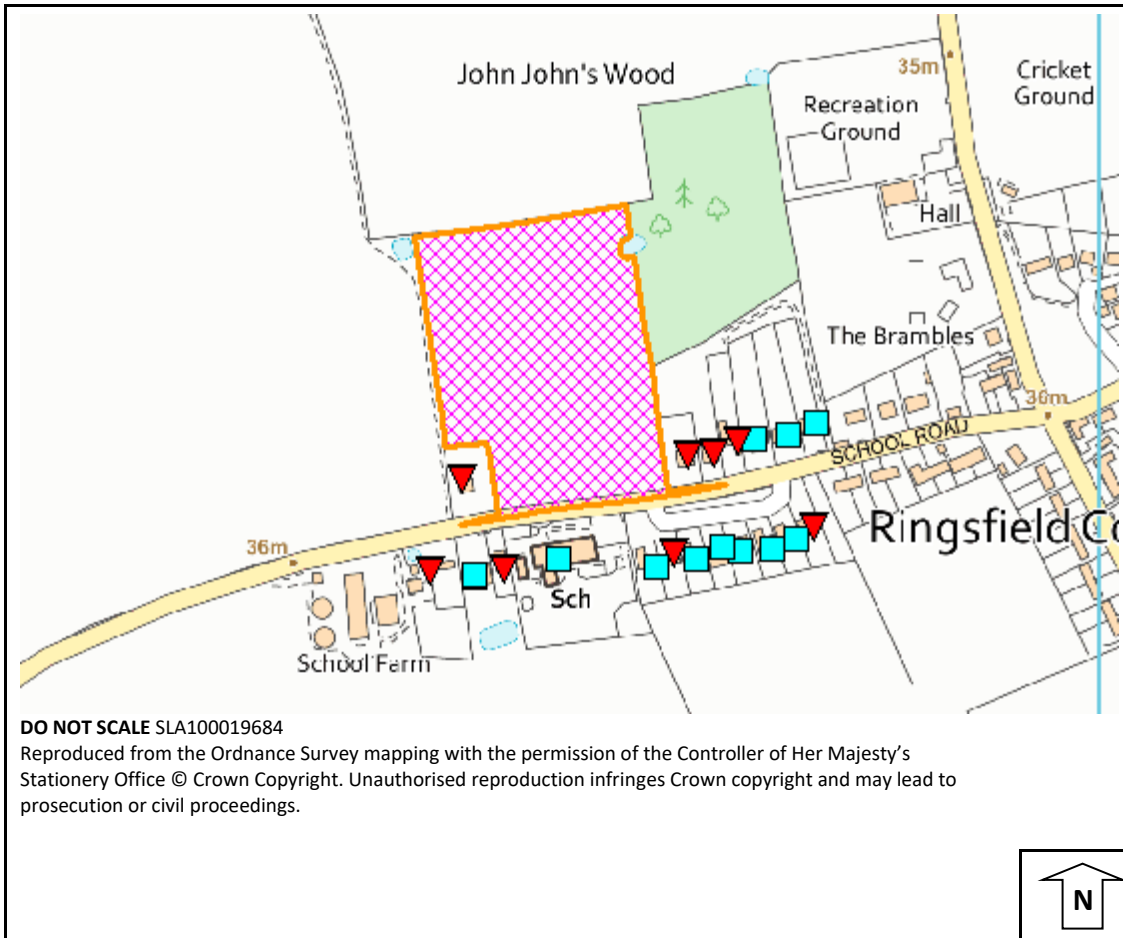 John John's Wood
35m
Cricket
Ground
Recreation
Ground
Hall
The Brambles
36m
SCHOOL ROAD
Ringsfield Co
36m
Sch
School Farm
DO NOT SCALE SLA100019684
Reproduced from the Ordnance Survey mapping with the permission of the Controller of Her Majesty’s
Stationery Office © Crown Copyright. Unauthorised reproduction infringes Crown copyright and may lead to
prosecution or civil proceedings.
N